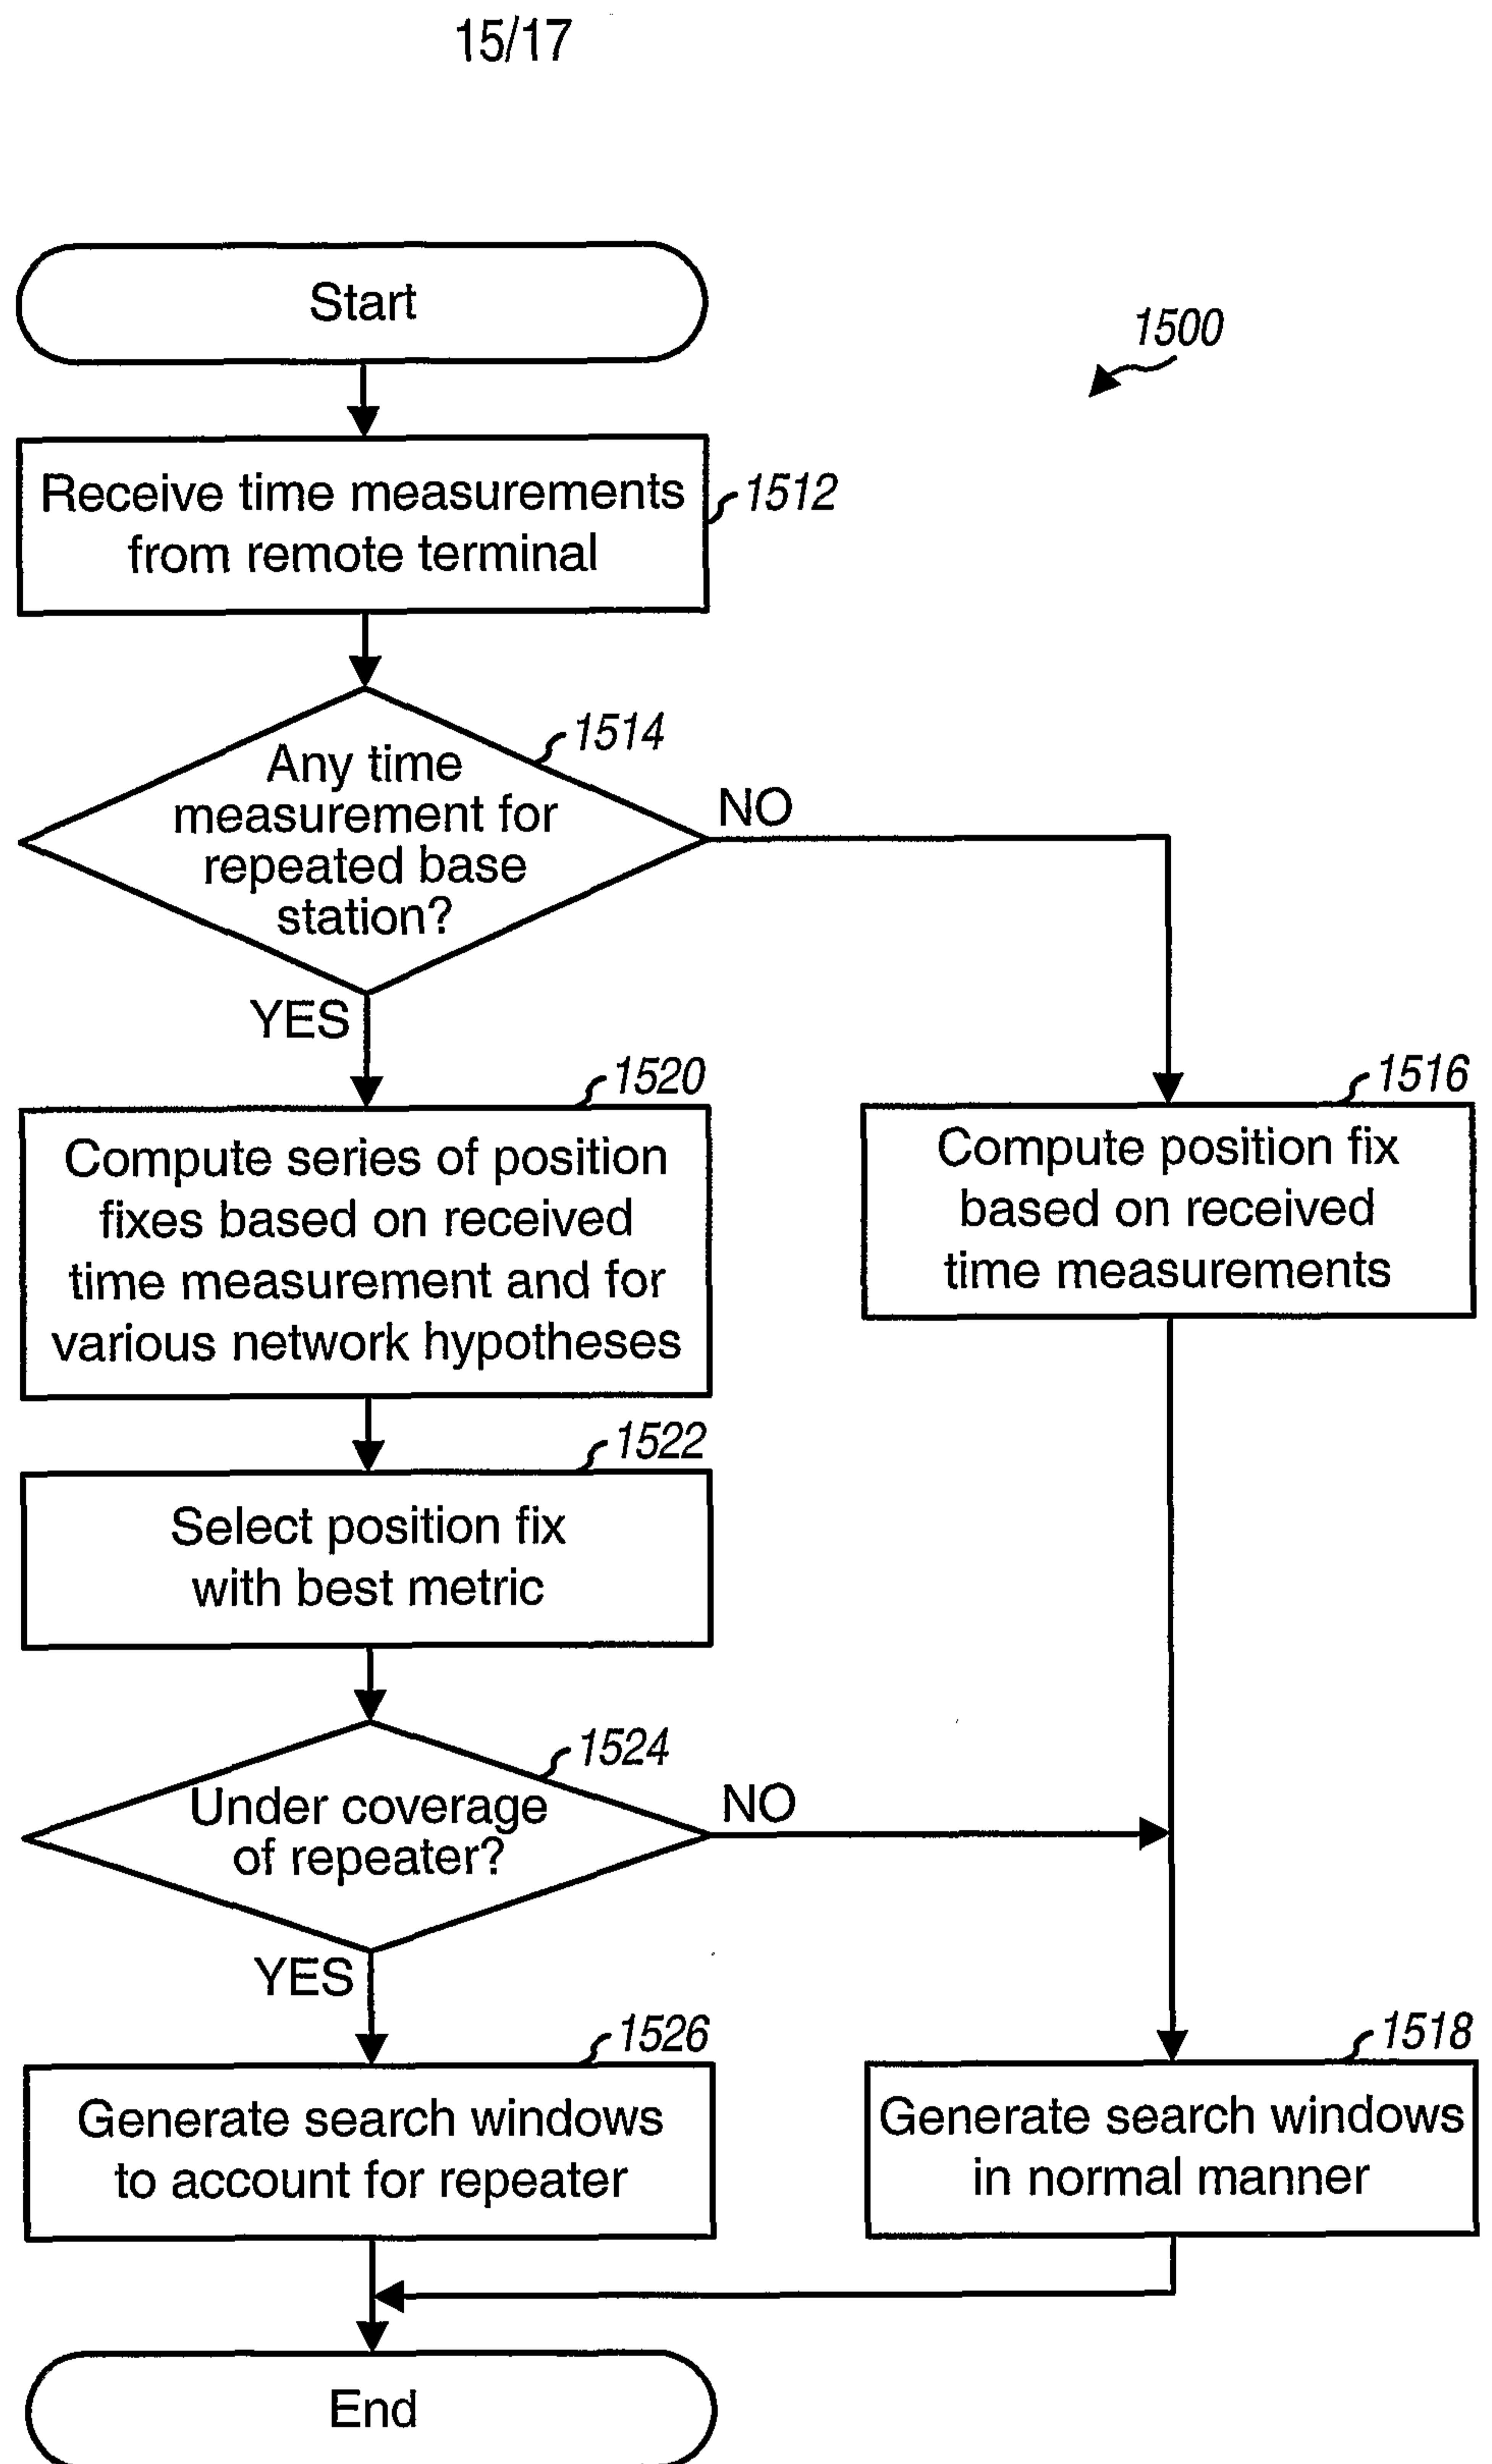 15/17
Start
1500
Receive time measurements
from remote terminal
1512
1514
Any time
measurement for
repeated base
station?
NO
YES
1520
Compute series of position
fixes based on received
time measurement and for
various network hypotheses
1516
Compute position fix
based on received
time measurements
1522
Select position fix
with best metric
1524
Under coverage
of repeater?
NO
YES
1526
Generate search windows
to account for repeater
1518
Generate search windows
in normal manner
End